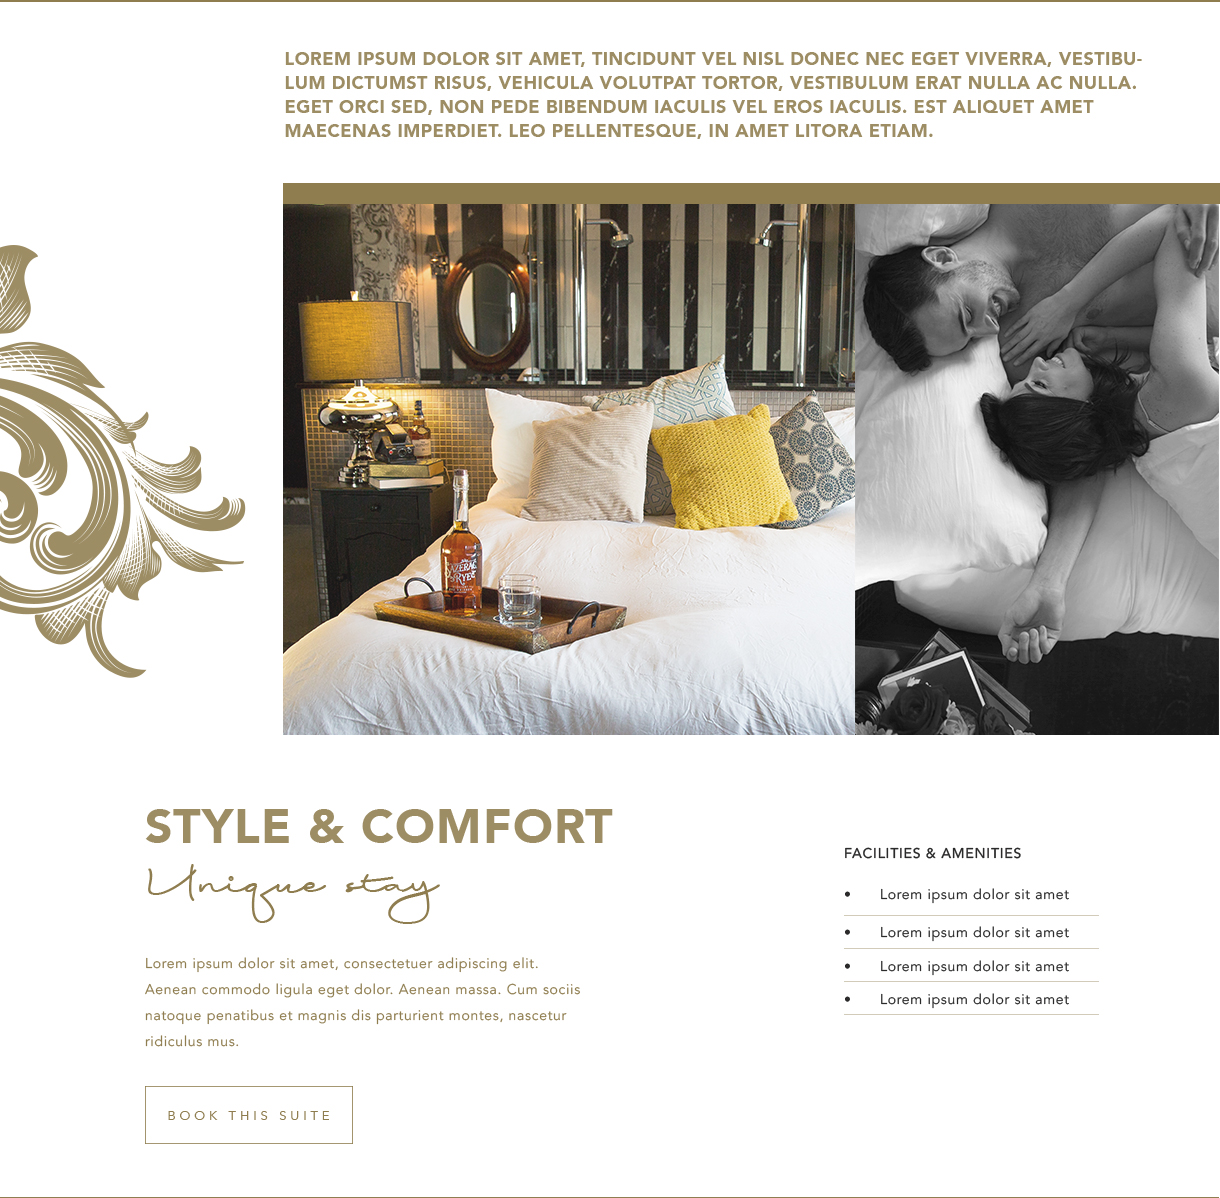 LOREM IPSUM DOLOR SIT AMET, TINCIDUNT VEL NISL DONEC NEC EGET VIVERRA, VESTIBU-
LUM DICTUMST RISUS, VEHICULA VOLUTPAT TORTOR, VESTIBULUM ERAT NULLA AC NULLA.
EGET ORCI SED, NON PEDE BIBENDUM IACULIS VEL EROS IACULIS. EST ALIQUET AMET
MAECENAS IMPERDIET. LEO PELLENTESQUE, IN AMET LITORA ETIAM.
SAZERAC
RYE
STYLE & COMFORT
Unique stay
Lorem ipsum dolor sit amet, consectetuer adipiscing elit.
Aenean commodo ligula eget dolor. Aenean massa. Cum sociis
natoque penatibus et magnis dis parturient montes, nascetur
ridiculus mus.
BOOK THIS SUITE
FACILITIES & AMENITIES
• Lorem ipsum dolor sit amet
• Lorem ipsum dolor sit amet
• Lorem ipsum dolor sit amet
• Lorem ipsum dolor sit amet